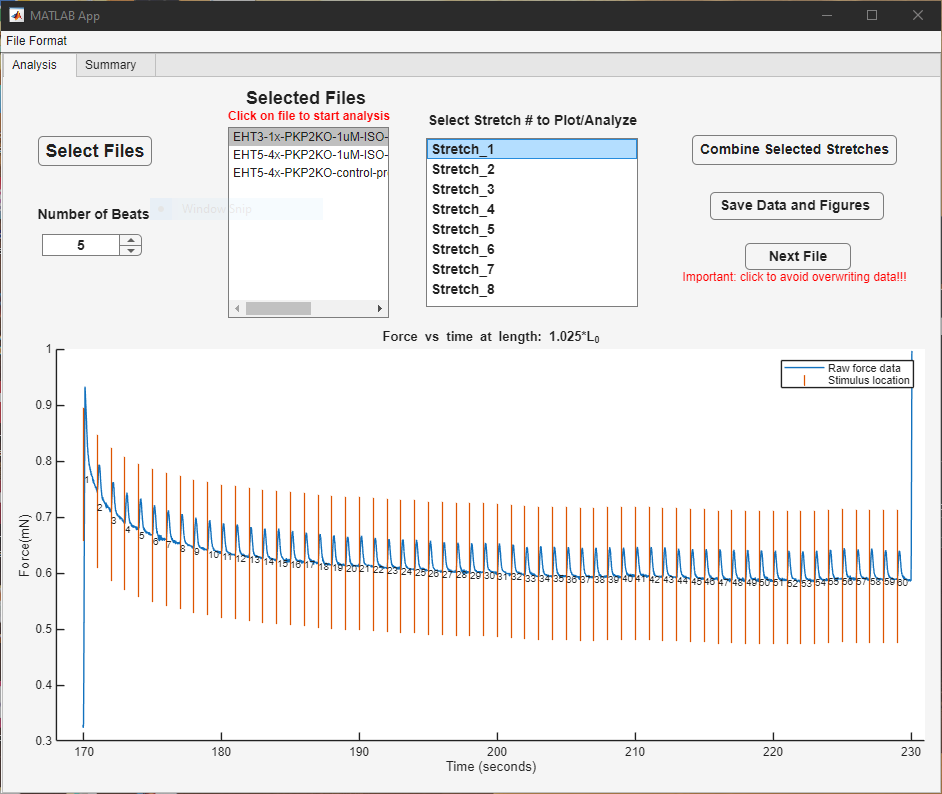 MATLAB App
File Format
Analysis Summary
Selected Files
Click on file to start analysis
Select Files
EHT3-1x-PKP2KO-1uM-ISO-
EHT5-4x-PKP2KO-1uM-ISO-
EHT5-4x-PKP2KO-control-pr
Number of Beats
Window Snip
5
Select Stretch # to Plot/Analyze
Stretch_1
Stretch_2
Stretch_3
Stretch_4
Stretch_5
Stretch_6
Stretch_7
Stretch_8
Combine Selected Stretches
Save Data and Figures
Next File
Important: click to avoid overwriting data!!!
Force vs time at length: 1.025*L0
Raw force data
Stimulus location
1
0.9
0.8
0.7
0.6
0.5
0.4
0.3
Force(mN)
1 2 3 4 5 6 7 8 9 10 11 12 13 14 15 16 17 18 19 20 21 22 23 24 25 26 27 28 29 30 31 32 33 34 35 36 37 38 39 40 41 42 43 44 45 46 47 48 49 50 51 52 53 54 55 56 57 58 59 60
170 180 190 200 210 220 230
Time (seconds)